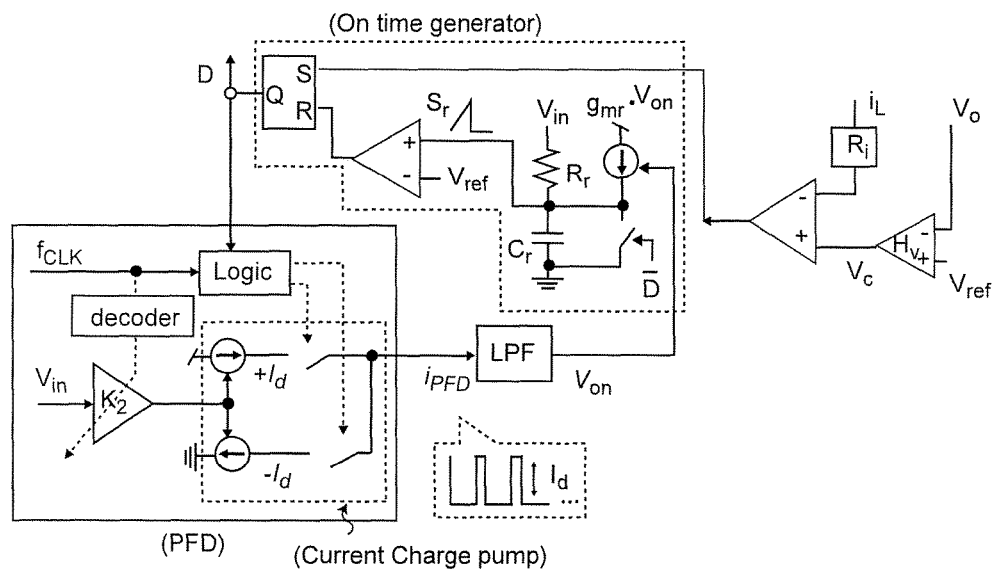 (On time generator)
D
Q
S
R
S_r
+
-
V_ref
V_in
g_mr·V_on
R_r
C_r
D̅
i_L
R_i
V_o
-
+
V_c
H_v
-
+
V_ref
f_CLK
Logic
decoder
V_in
K_2
+I_d
-I_d
i_PFD
LPF
V_on
I_d
...
(PFD)
(Current Charge pump)